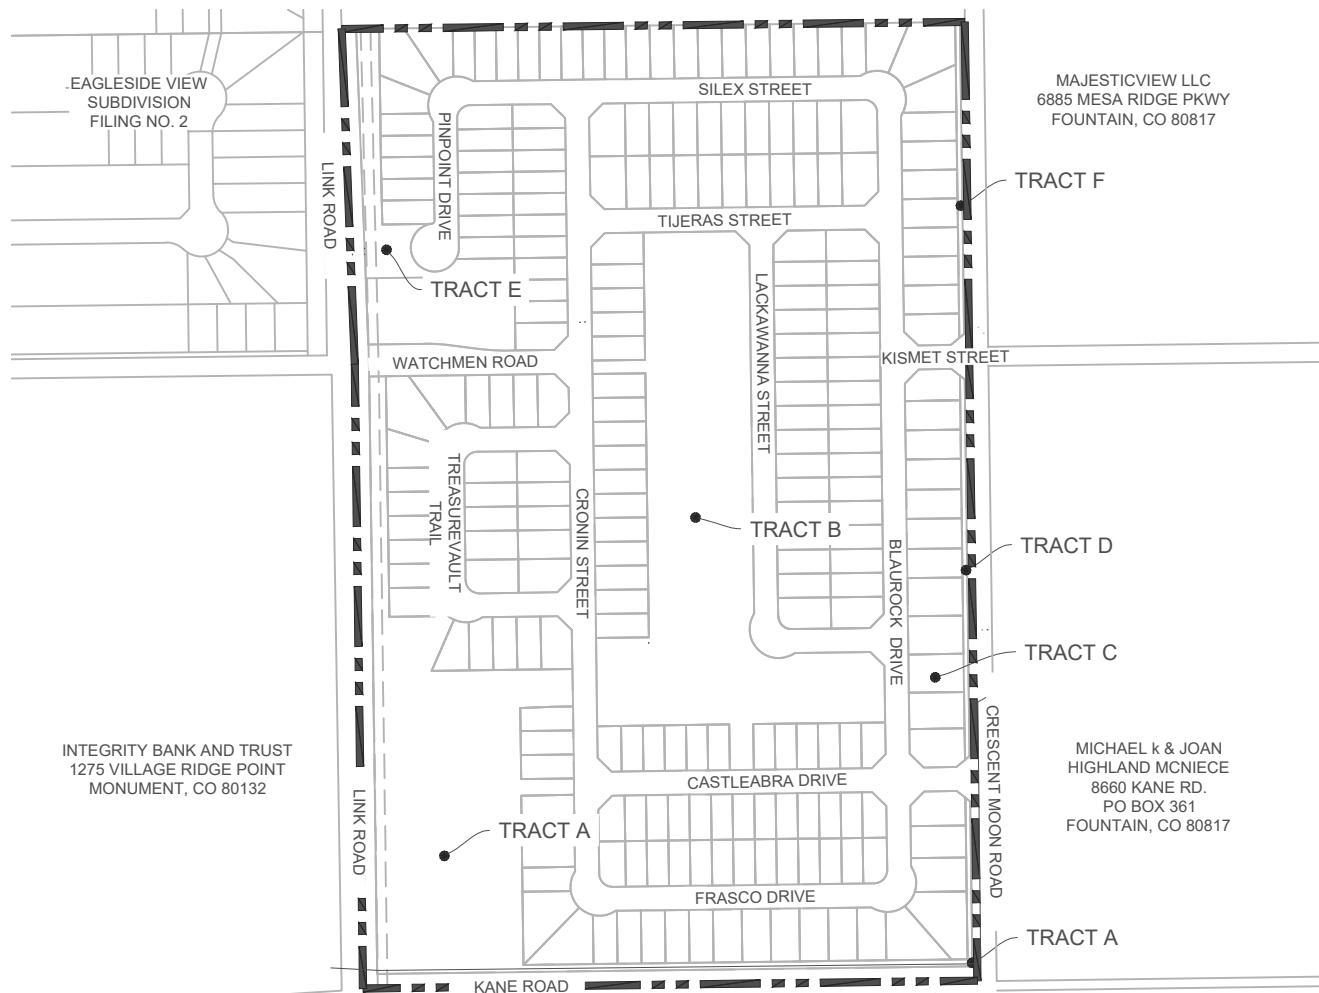 EAGLESIDE VIEW
SUBDIVISION
FILING NO. 2
SILEX STREET
MAJESTICVIEW LLC
6885 MESA RIDGE PKWY
FOUNTAIN, CO 80817
PINPOINT DRIVE
LINK ROAD
TRACT F
TIJERAS STREET
TRACT E
LACKAWANNA STREET
WATCHMEN ROAD
KISMET STREET
TREASUREVAULT
TRAIL
CRONIN STREET
TRACT B
BLAUROCK DRIVE
TRACT D
TRACT C
INTEGRITY BANK AND TRUST
1275 VILLAGE RIDGE POINT
MONUMENT, CO 80132
CASTLEABRA DRIVE
CRESCENT MOON ROAD
MICHAEL k & JOAN
HIGHLAND MCNIECE
8660 KANE RD.
PO BOX 361
FOUNTAIN, CO 80817
LINK ROAD
TRACT A
FRASCO DRIVE
TRACT A
KANE ROAD